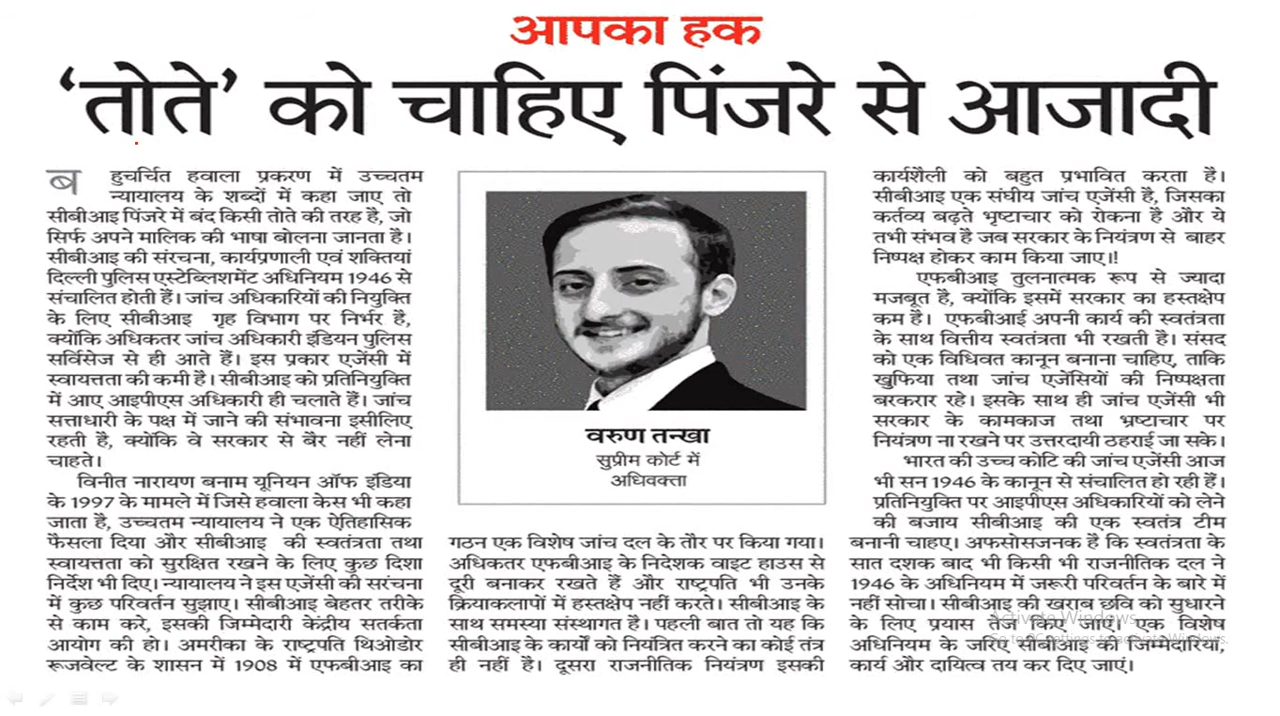 आपका हक
‘तोते’ को चाहिए पिंजरे से आजादी
बहुचर्चित हवाला प्रकरण में उच्चतम
न्यायालय के शब्दों में कहा जाए तो
सीबीआइ पिंजरे में बंद किसी तोते की तरह है, जो
सिर्फ अपने मालिक की भाषा बोलना जानता है।
सीबीआइ की संरचना, कार्यप्रणाली एवं शक्तियां
दिल्ली पुलिस एस्टेब्लिशमेंट अधिनियम 1946 से
संचालित होती हैं। जांच अधिकारियों की नियुक्ति
के लिए सीबीआइ गृह विभाग पर निर्भर है,
क्योंकि अधिकतर जांच अधिकारी इंडियन पुलिस
सर्विसेज से ही आते हैं। इस प्रकार एजेंसी में
स्वायत्तता की कमी है। सीबीआइ को प्रतिनियुक्ति
में आए आइपीएस अधिकारी ही चलाते हैं। जांच
सत्ताधारी के पक्ष में जाने की संभावना इसीलिए
रहती है, क्योंकि वे सरकार से बैर नहीं लेना
चाहते।
विनीत नारायण बनाम यूनियन ऑफ इंडिया
के 1997 के मामले में जिसे हवाला केस भी कहा
जाता है, उच्चतम न्यायालय ने एक ऐतिहासिक
फैसला दिया और सीबीआइ की स्वतंत्रता तथा
स्वायत्तता को सुरक्षित रखने के लिए कुछ दिशा
निर्देश भी दिए। न्यायालय ने इस एजेंसी की सरंचना
में कुछ परिवर्तन सुझाए। सीबीआइ बेहतर तरीके
से काम करे, इसकी जिम्मेदारी केंद्रीय सतर्कता
आयोग की हो। अमरीका के राष्ट्रपति थिओडोर
रूजवेल्ट के शासन में 1908 में एफबीआइ का
वरुण तन्खा
सुप्रीम कोर्ट में
अधिवक्ता
गठन एक विशेष जांच दल के तौर पर किया गया।
अधिकतर एफबीआइ के निदेशक वाइट हाउस से
दूरी बनाकर रखते हैं और राष्ट्रपति भी उनके
क्रियाकलापों में हस्तक्षेप नहीं करते। सीबीआइ के
साथ समस्या संस्थागत है। पहली बात तो यह कि
सीबीआइ के कार्यों को नियंत्रित करने का कोई तंत्र
ही नहीं है। दूसरा राजनीतिक नियंत्रण इसकी
कार्यशैली को बहुत प्रभावित करता है।
सीबीआइ एक संघीय जांच एजेंसी है, जिसका
कर्तव्य बढ़ते भृष्टाचार को रोकना है और ये
तभी संभव है जब सरकार के नियंत्रण से बाहर
निष्पक्ष होकर काम किया जाए।!
एफबीआइ तुलनात्मक रूप से ज्यादा
मजबूत है, क्योंकि इसमें सरकार का हस्तक्षेप
कम है। एफबीआई अपनी कार्य की स्वतंत्रता
के साथ वित्तीय स्वतंत्रता भी रखती है। संसद
को एक विधिवत कानून बनाना चाहिए, ताकि
खुफिया तथा जांच एजेंसियों की निष्पक्षता
बरकरार रहे। इसके साथ ही जांच एजेंसी भी
सरकार के कामकाज तथा भ्रष्टाचार पर
नियंत्रण ना रखने पर उत्तरदायी ठहराई जा सके।
भारत की उच्च कोटि की जांच एजेंसी आज
भी सन 1946 के कानून से संचालित हो रही है।
प्रतिनियुक्ति पर आइपीएस अधिकारियों को लेने
की बजाय सीबीआइ की एक स्वतंत्र टीम
बनानी चाहए। अफसोसजनक है कि स्वतंत्रता के
सात दशक बाद भी किसी भी राजनीतिक दल ने
1946 के अधिनियम में जरूरी परिवर्तन के बारे में
नहीं सोचा। सीबीआइ की खराब छवि को सुधारने
के लिए प्रयास तेज किए जाएं। एक विशेष
अधिनियम के जरिए सीबीआइ की जिम्मेदारियां,
कार्य और दायित्व तय कर दिए जाएं।
Activate Windows
Go to PC settings to activate Windows.